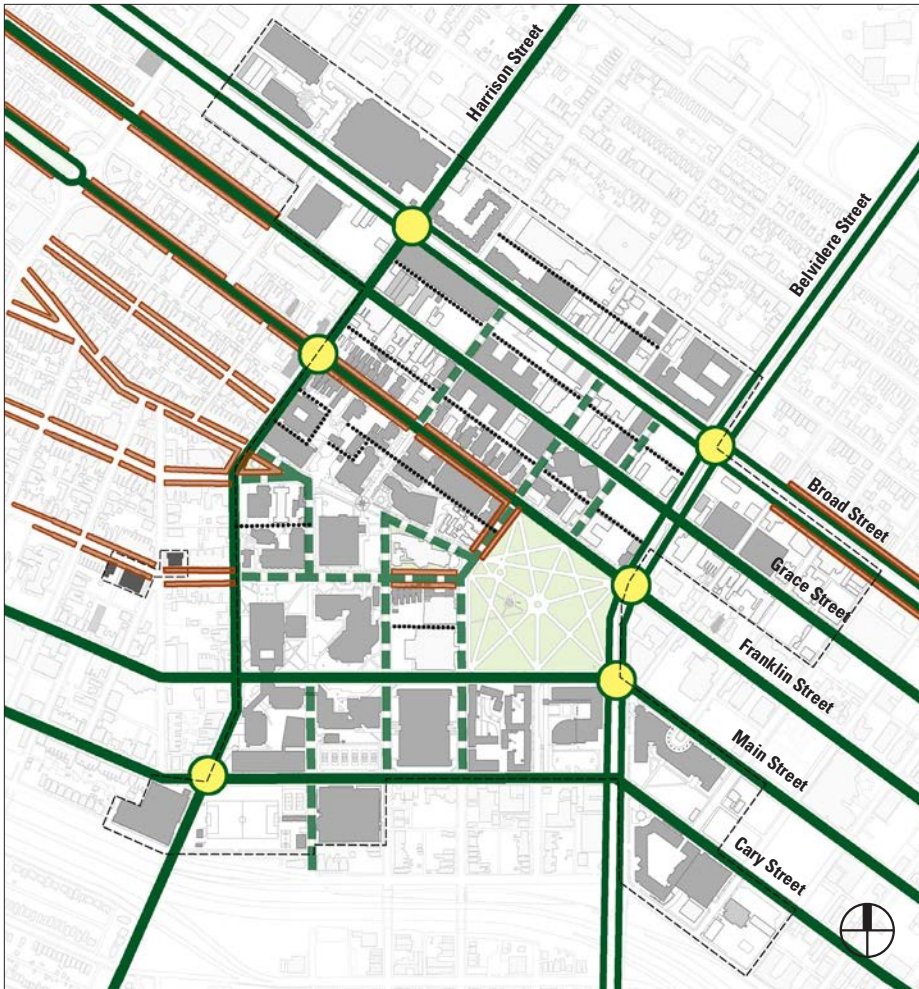 Harrison Street
Belvidere Street
Broad Street
Grace Street
Franklin Street
Main Street
Cary Street